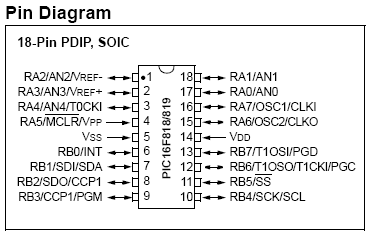 Pin Diagram
18-Pin PDIP, SOIC
RA2/AN2/VREF- 1 18 RA1/AN1
RA3/AN3/VREF+ 2 17 RA0/AN0
RA4/AN4/T0CKI 3 16 RA7/OSC1/CLKI
RA5/MCLR/VPP 4 15 RA6/OSC2/CLKO
VSS 5 14 VDD
RB0/INT 6 13 RB7/T1OSI/PGD
RB1/SDI/SDA 7 12 RB6/T1OSO/T1CKI/PGC
RB2/SDO/CCP1 8 11 RB5/SS
RB3/CCP1/PGM 9 10 RB4/SCK/SCL
PIC16F818/819